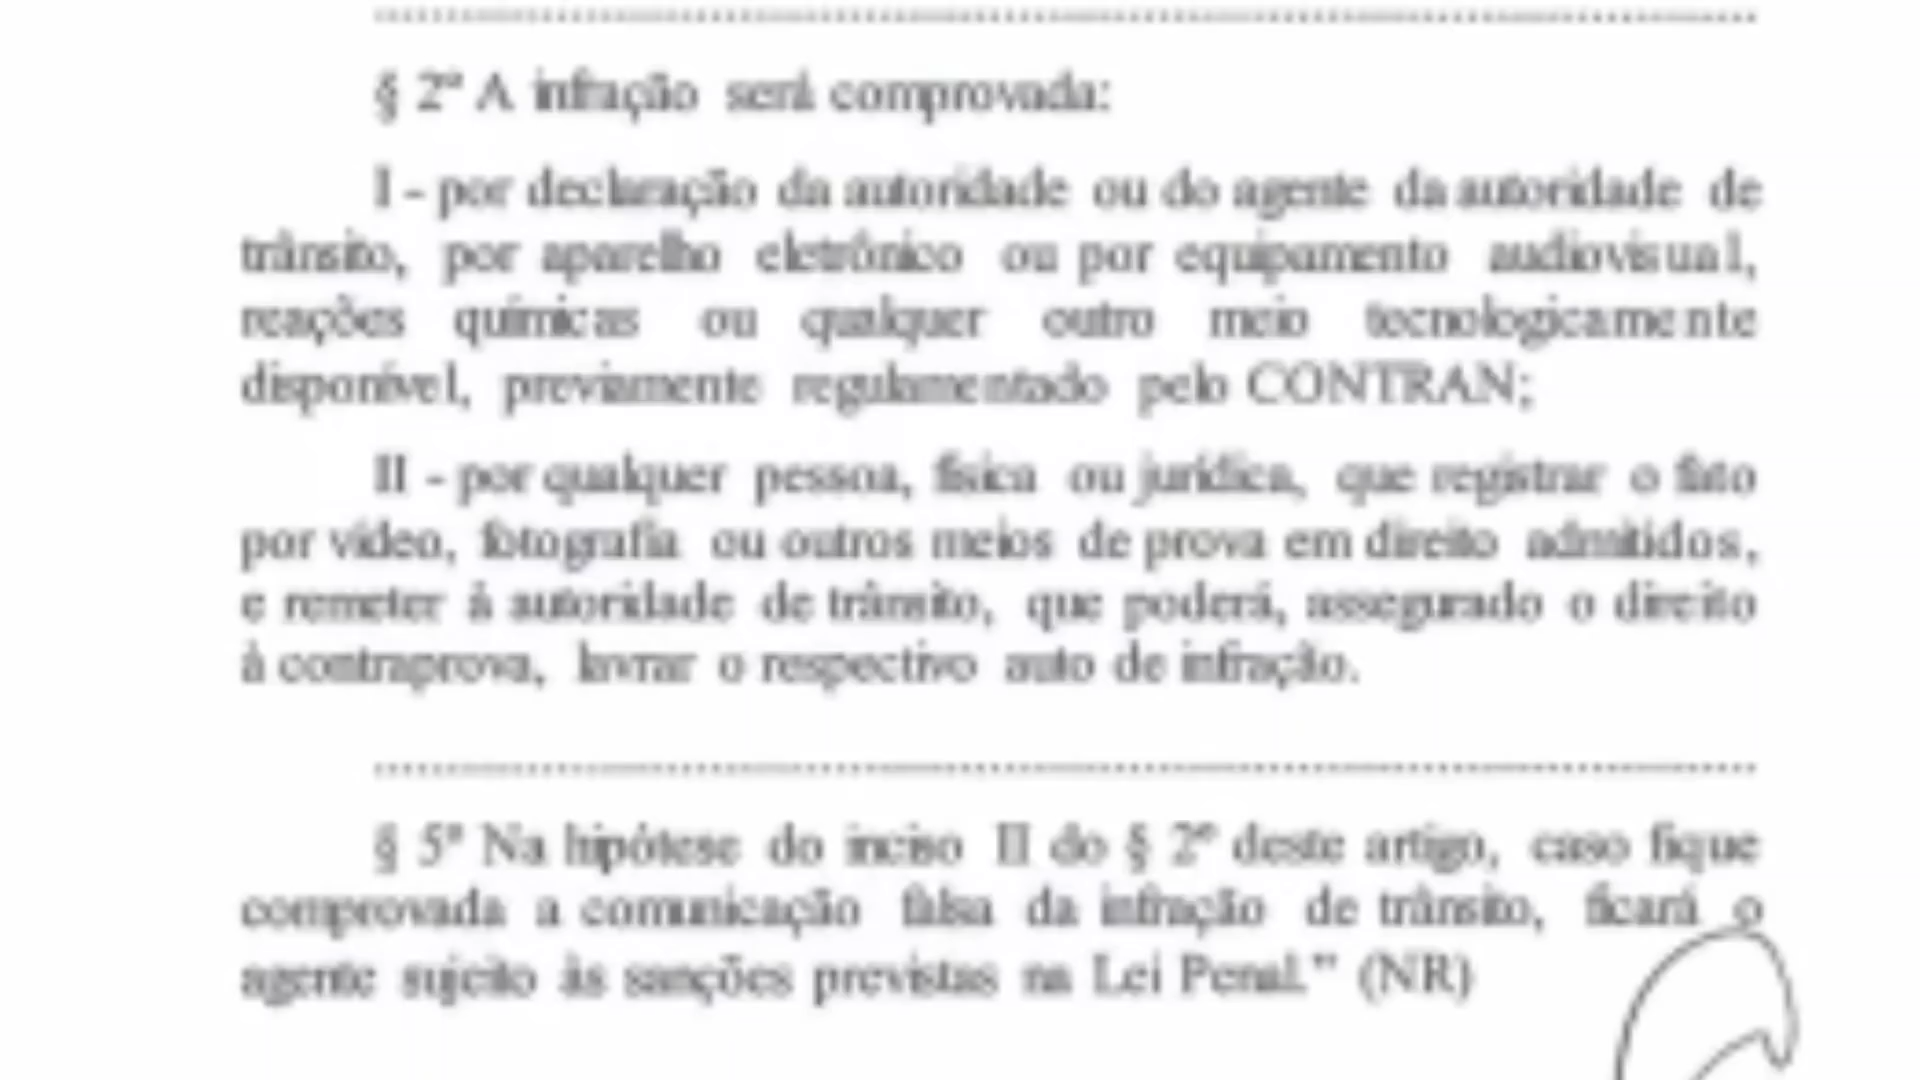 § 2º A infração será comprovada:
I - por declaração da autoridade ou do agente da autoridade de
trânsito, por aparelho eletrônico ou por equipamento audiovisual,
reações químicas ou qualquer outro meio tecnologicamente
disponível, previamente regulamentado pelo CONTRAN;
II - por qualquer pessoa, física ou jurídica, que registrar o fato
por vídeo, fotografia ou outros meios de prova em direito admitidos,
e remeter à autoridade de trânsito, que poderá, assegurado o direito
à contraprova, lavrar o respectivo auto de infração.
§ 5º Na hipótese do inciso II do § 2º deste artigo, caso fique
comprovada a comunicação falsa da infração de trânsito, ficará o
agente sujeito às sanções previstas na Lei Penal.” (NR)